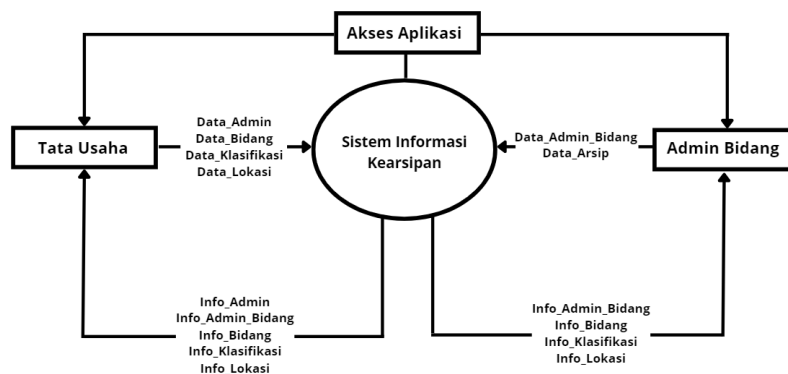 Akses Aplikasi
Tata Usaha
Data_Admin
Data_Bidang
Data_Klasifikasi
Data_Lokasi
Sistem Informasi
Kearsipan
Data_Admin_Bidang
Data_Arsip
Admin Bidang
Info_Admin
Info_Admin_Bidang
Info_Bidang
Info_Klasifikasi
Info_Lokasi
Info_Admin_Bidang
Info_Bidang
Info_Klasifikasi
Info_Lokasi